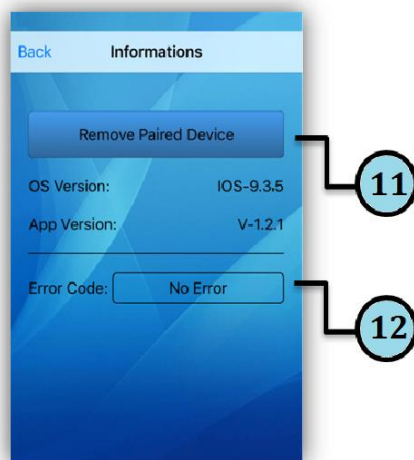 Back Informations
Remove Paired Device
11
OS Version: IOS-9.3.5
App Version: V-1.2.1
Error Code: No Error
12